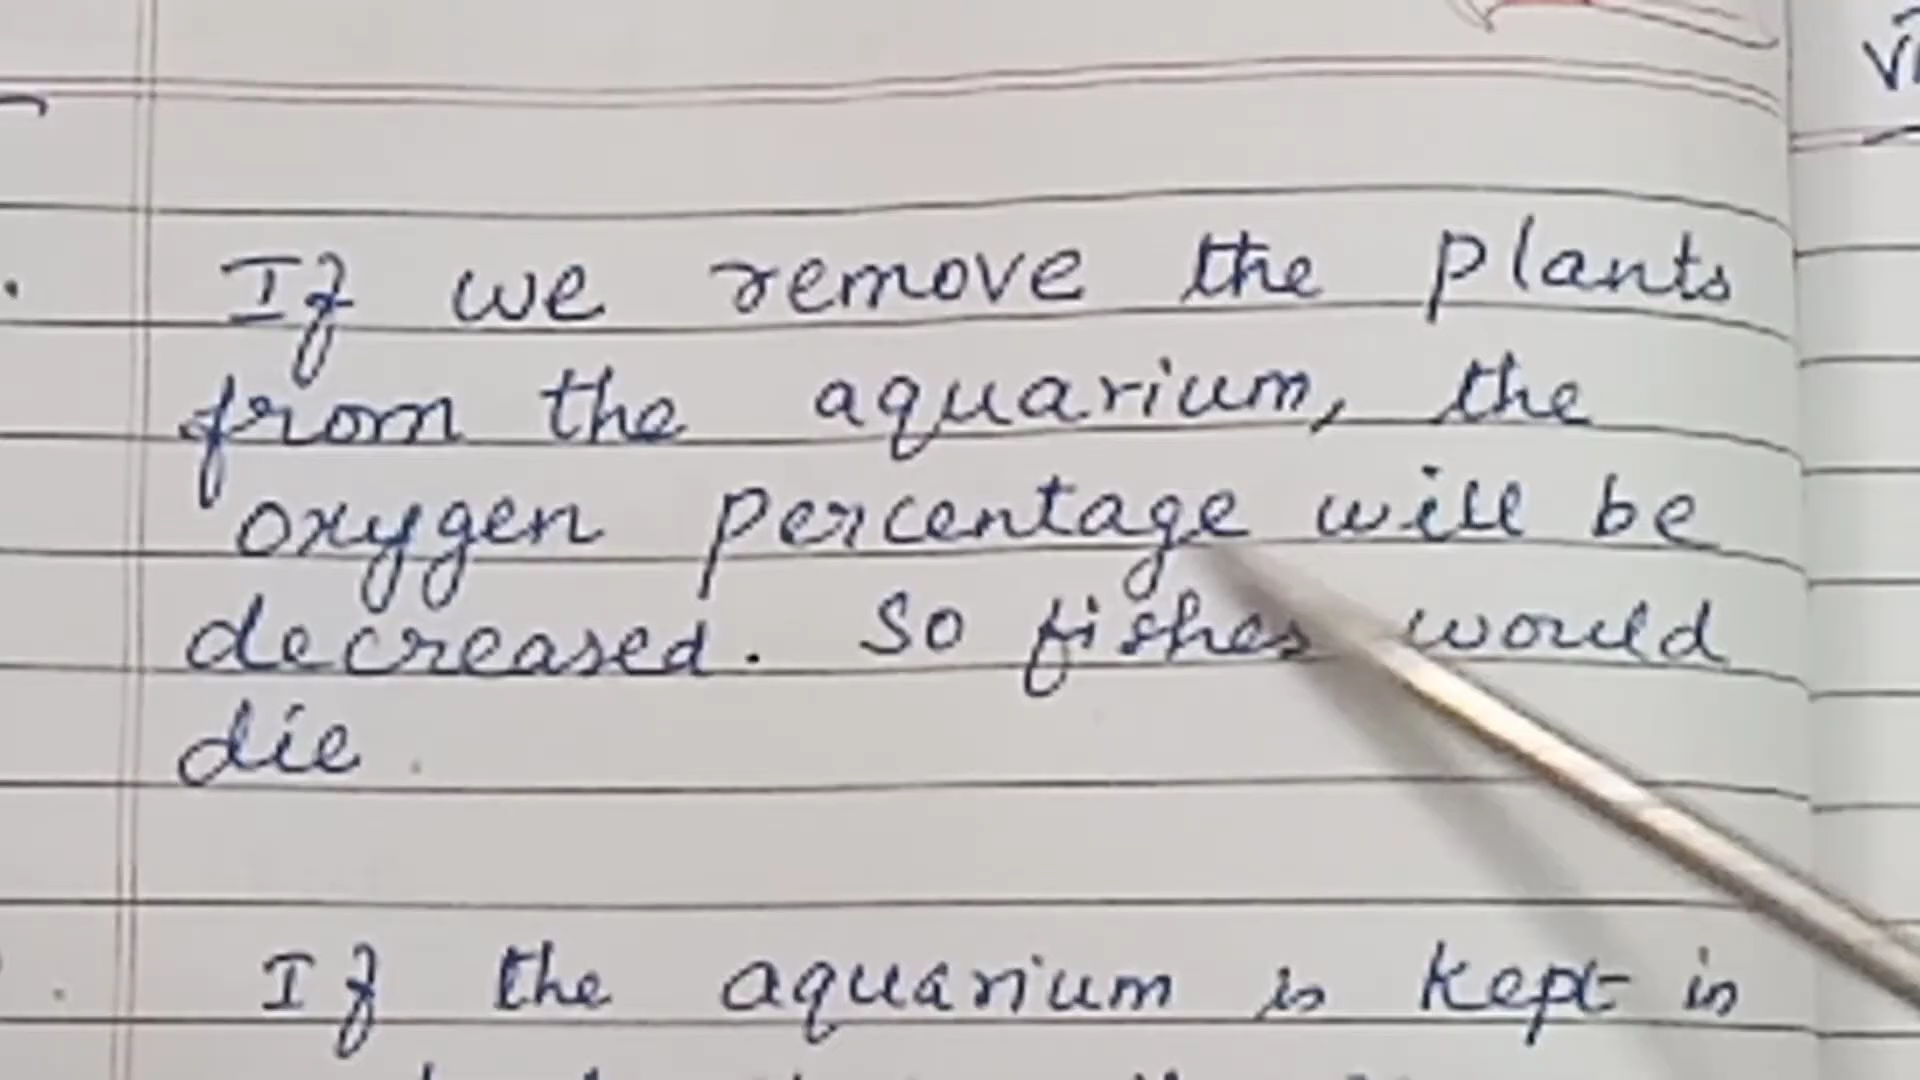 If we remove the plants
from the aquarium, the
oxygen percentage will be
decreased. So fishes would
die.
If the aquarium is kept in